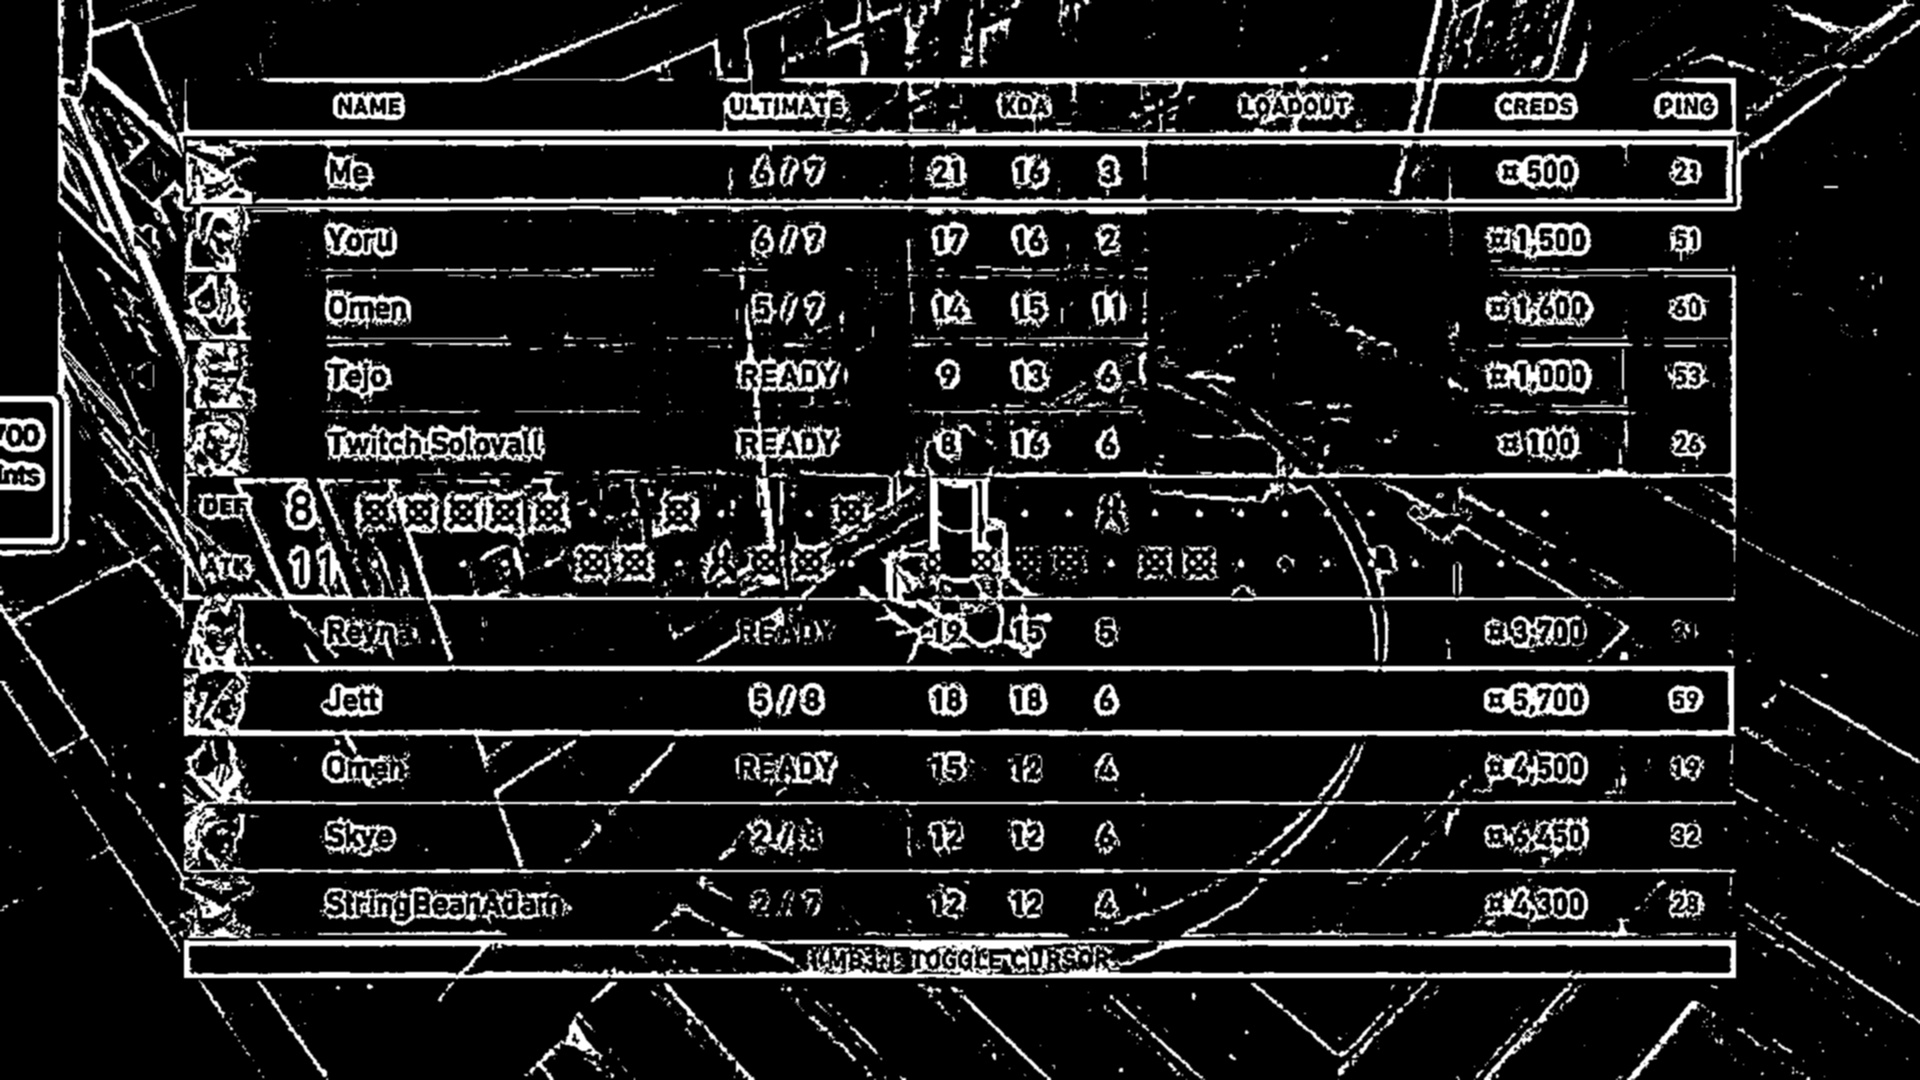 NAME ULTIMATE KDA LOADOUT CREDS PING
Me 6 / 7 21 16 3 ¤ 500 21
Yoru 6 / 7 17 16 2 ¤ 1,500 51
Omen 5 / 7 14 15 11 ¤ 1,600 60
Tejo READY 9 13 6 ¤ 1,000 53
Twitch Solovall READY 8 16 6 ¤ 100 26
700
DEF 8
ATK 11
Reyna READY 19 15 5 ¤ 3,700
Jett 5 / 8 18 18 6 ¤ 5,700 59
Omen READY 15 12 4 ¤ 4,500 19
Skye 2 / 8 12 12 6 ¤ 6,450 32
StringBeanAdam 2 / 7 12 12 4 ¤ 4,300 28
TOGGLE CURSOR